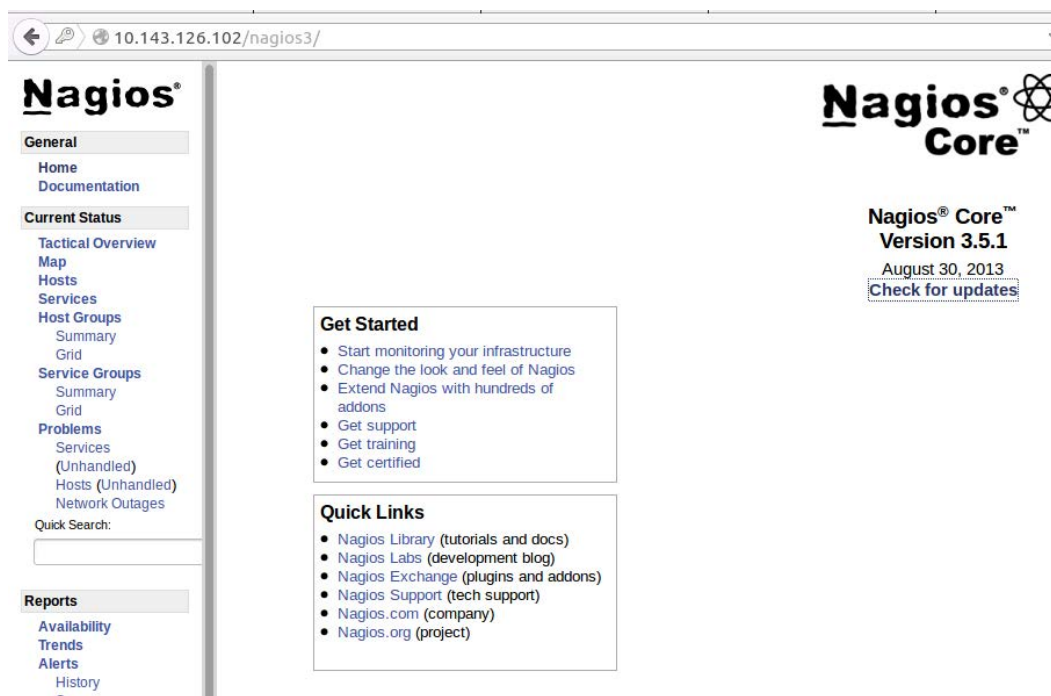 10.143.126.102/nagios3/
Nagios®
General
Home
Documentation
Current Status
Tactical Overview
Map
Hosts
Services
Host Groups
Summary
Grid
Service Groups
Summary
Grid
Problems
Services
(Unhandled)
Hosts (Unhandled)
Network Outages
Quick Search:
Reports
Availability
Trends
Alerts
History
Nagios®
Core™
Nagios® Core™
Version 3.5.1
August 30, 2013
Check for updates
Get Started
• Start monitoring your infrastructure
• Change the look and feel of Nagios
• Extend Nagios with hundreds of
addons
• Get support
• Get training
• Get certified
Quick Links
• Nagios Library (tutorials and docs)
• Nagios Labs (development blog)
• Nagios Exchange (plugins and addons)
• Nagios Support (tech support)
• Nagios.com (company)
• Nagios.org (project)